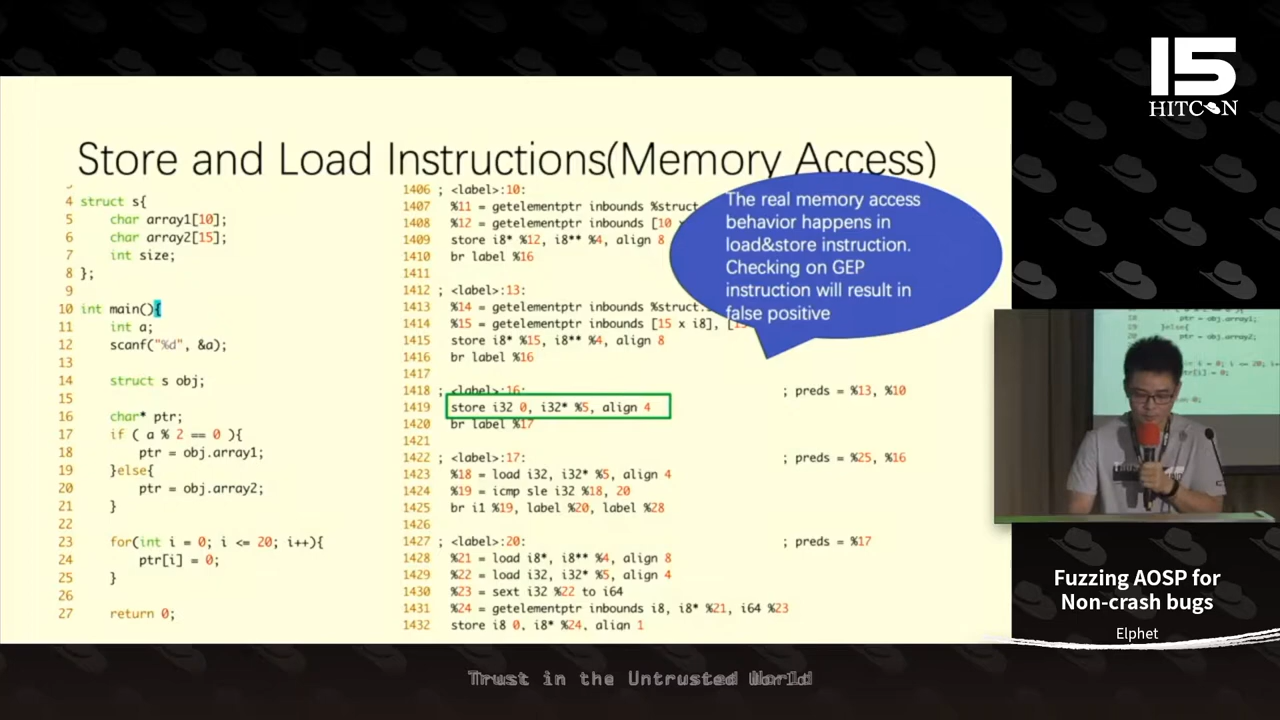 15
HITCON
Store and Load Instructions(Memory Access)
4 struct s{
5 char array1[10];
6 char array2[15];
7 int size;
8 };
9
10 int main(){
11 int a;
12 scanf("%d", &a);
13
14 struct s obj;
15
16 char* ptr;
17 if ( a % 2 == 0 ){
18 ptr = obj.array1;
19 }else{
20 ptr = obj.array2;
21 }
22
23 for(int i = 0; i <= 20; i++){
24 ptr[i] = 0;
25 }
26
27 return 0;
1406 ; <label>:10:
1407 %11 = getelementptr inbounds %struct.
1408 %12 = getelementptr inbounds [10 x
1409 store i8* %12, i8** %4, align 8
1410 br label %16
1411
1412 ; <label>:13:
1413 %14 = getelementptr inbounds %struct.
1414 %15 = getelementptr inbounds [15 x i8], [15
1415 store i8* %15, i8** %4, align 8
1416 br label %16
1417
1418 ; <label>:16: ; preds = %13, %10
1419 store i32 0, i32* %5, align 4
1420 br label %17
1421
1422 ; <label>:17: ; preds = %25, %16
1423 %18 = load i32, i32* %5, align 4
1424 %19 = icmp sle i32 %18, 20
1425 br i1 %19, label %20, label %28
1426
1427 ; <label>:20: ; preds = %17
1428 %21 = load i8*, i8** %4, align 8
1429 %22 = load i32, i32* %5, align 4
1430 %23 = sext i32 %22 to i64
1431 %24 = getelementptr inbounds i8, i8* %21, i64 %23
1432 store i8 0, i8* %24, align 1
The real memory access
behavior happens in
load&store instruction.
Checking on GEP
instruction will result in
false positive
Fuzzing AOSP for
Non-crash bugs
Elphet
Trust in the Untrusted World